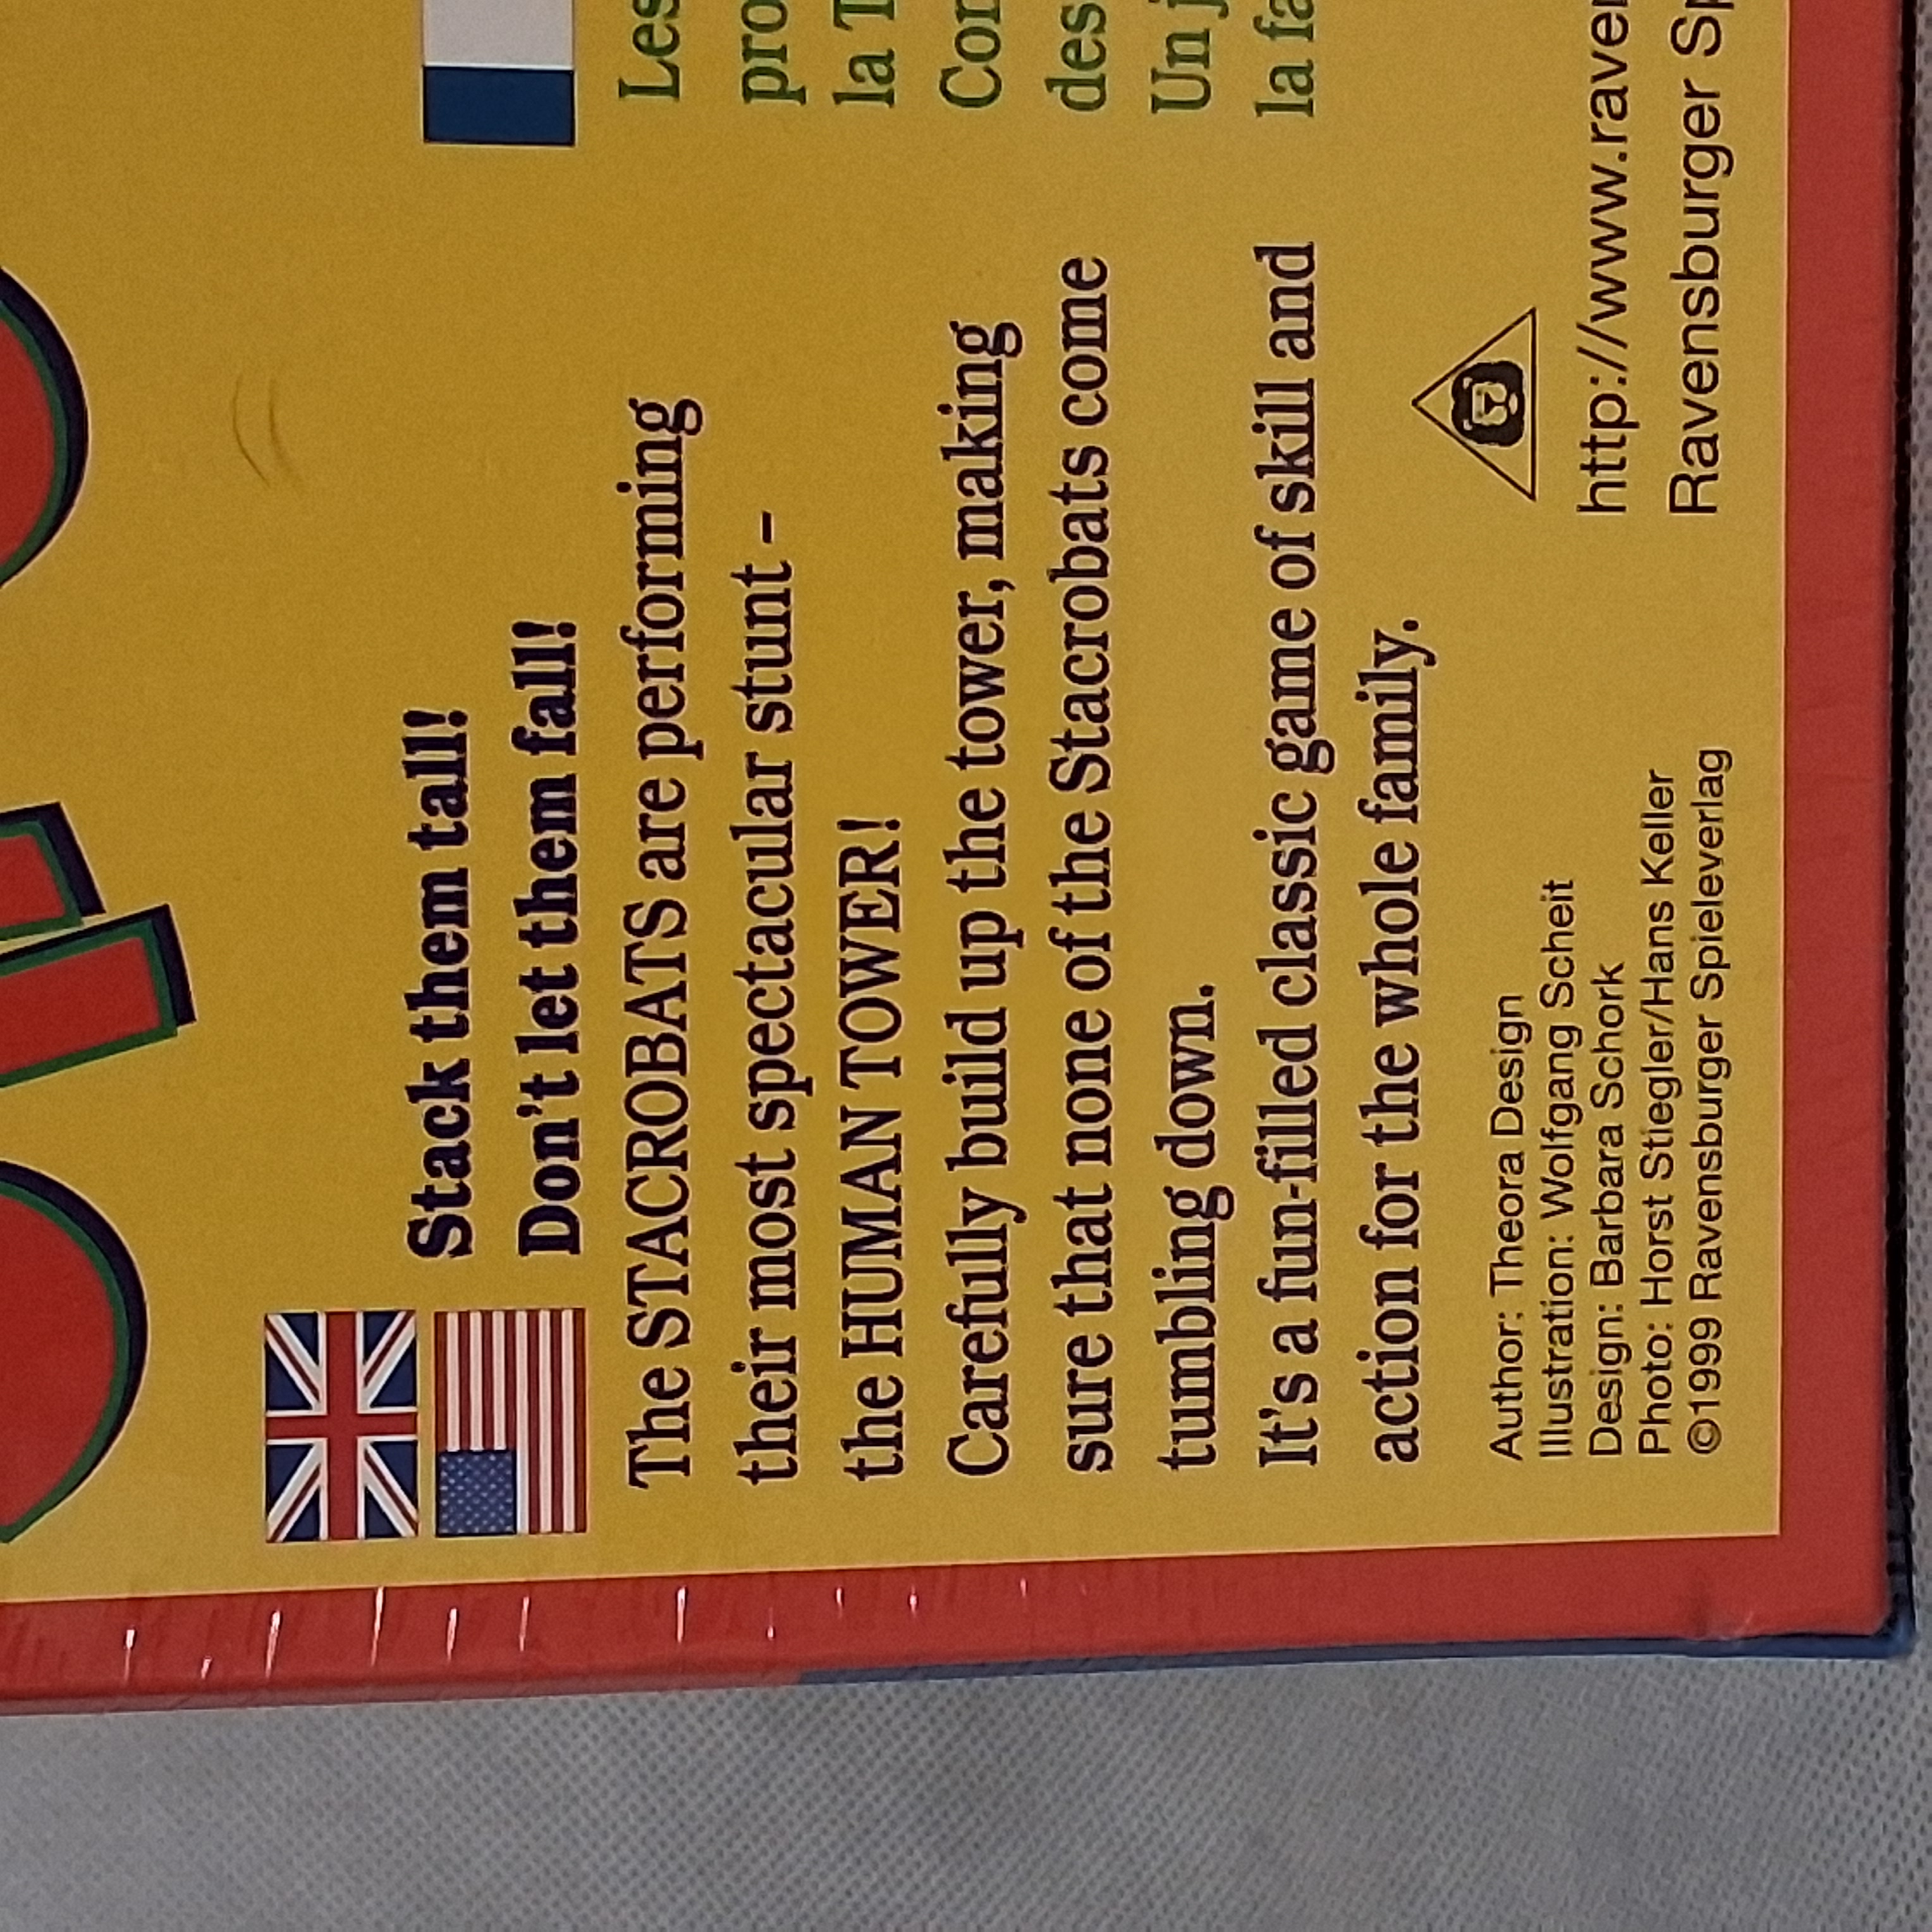 Stack them tall!
Don't let them fall!
The STACROBATS are performing
their most spectacular stunt –
the HUMAN TOWER!
Carefully build up the tower, making
sure that none of the Stacrobats come
tumbling down.
It's a fun-filled classic game of skill and
action for the whole family.
Author: Theora Design
Illustration: Wolfgang Scheit
Design: Barbara Schork
Photo: Horst Stiegler/Hans Keller
©1999 Ravensburger Spieleverlag
Les
pro
la T
Con
des
Un j
la fa
http://www.raven
Ravensburger Sp